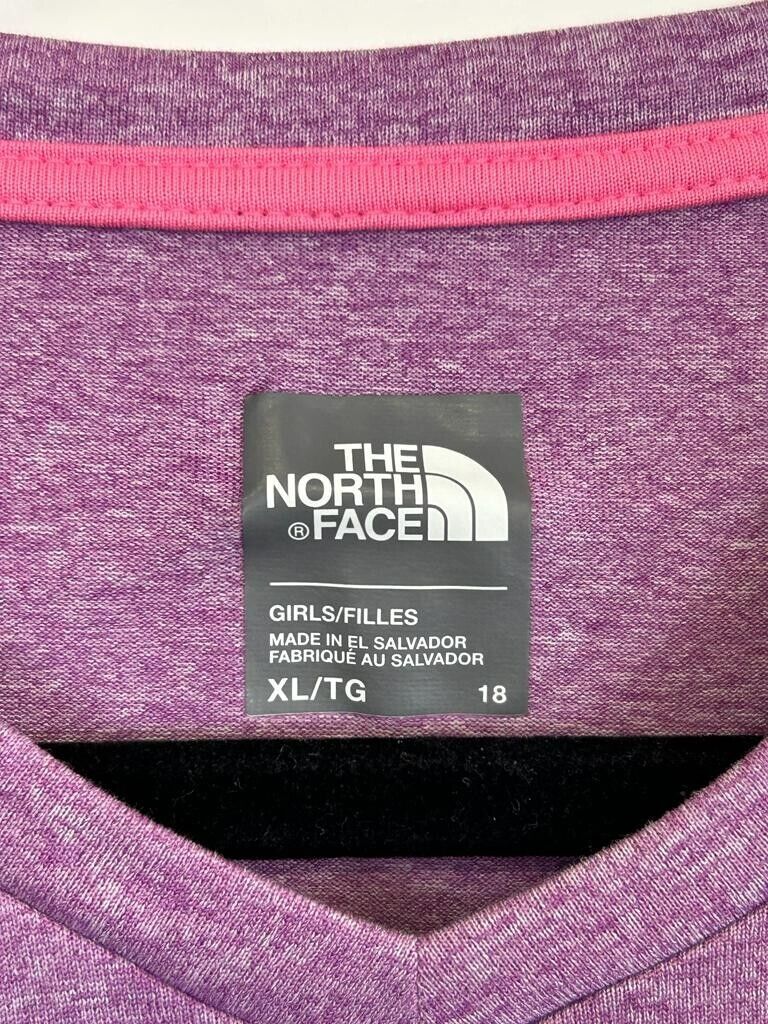 THE
NORTH
® FACE
GIRLS/FILLES
MADE IN EL SALVADOR
FABRIQUÉ AU SALVADOR
XL/TG 18